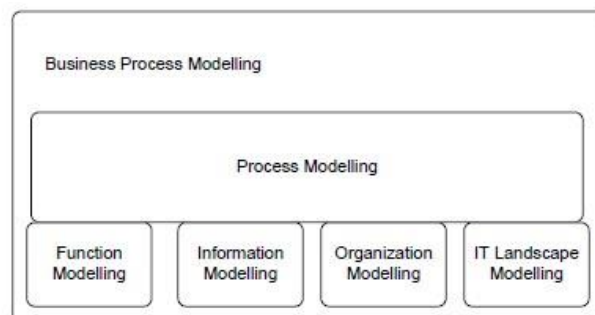 Business Process Modelling
Process Modelling
Function
Modelling
Information
Modelling
Organization
Modelling
IT Landscape
Modelling